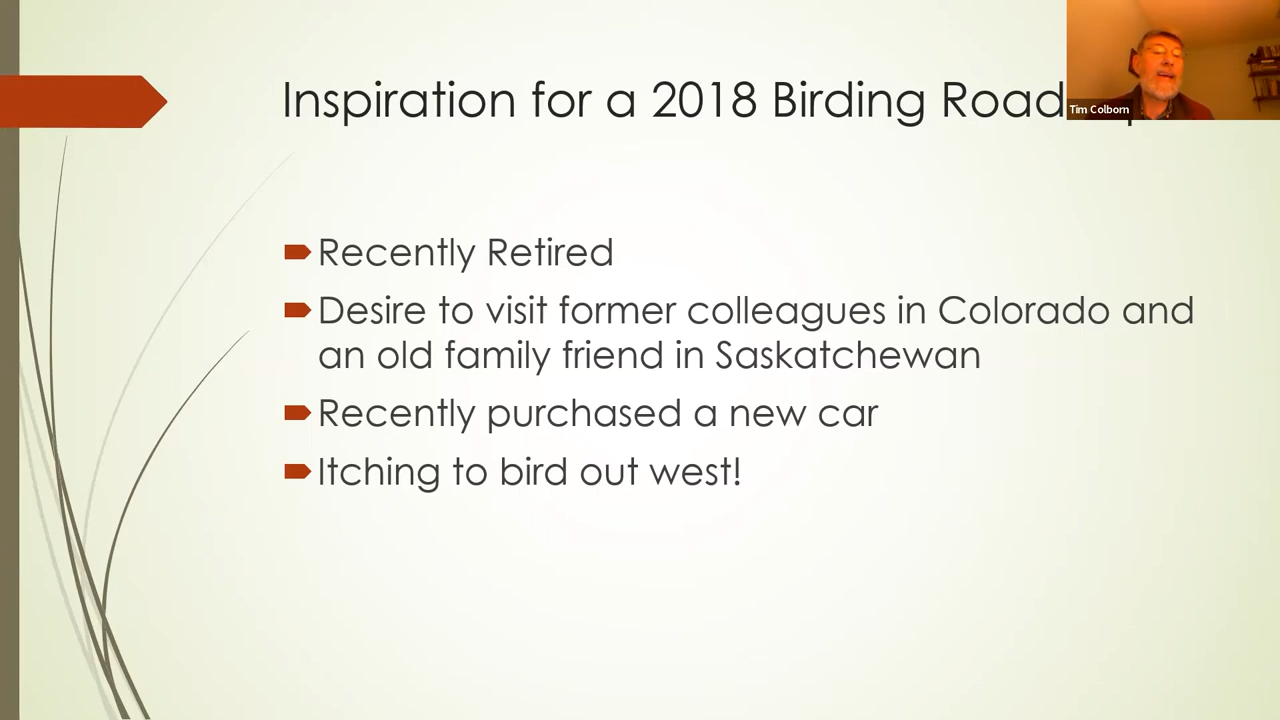 Inspiration for a 2018 Birding Road
Tim Colborn
Recently Retired
Desire to visit former colleagues in Colorado and
an old family friend in Saskatchewan
Recently purchased a new car
Itching to bird out west!